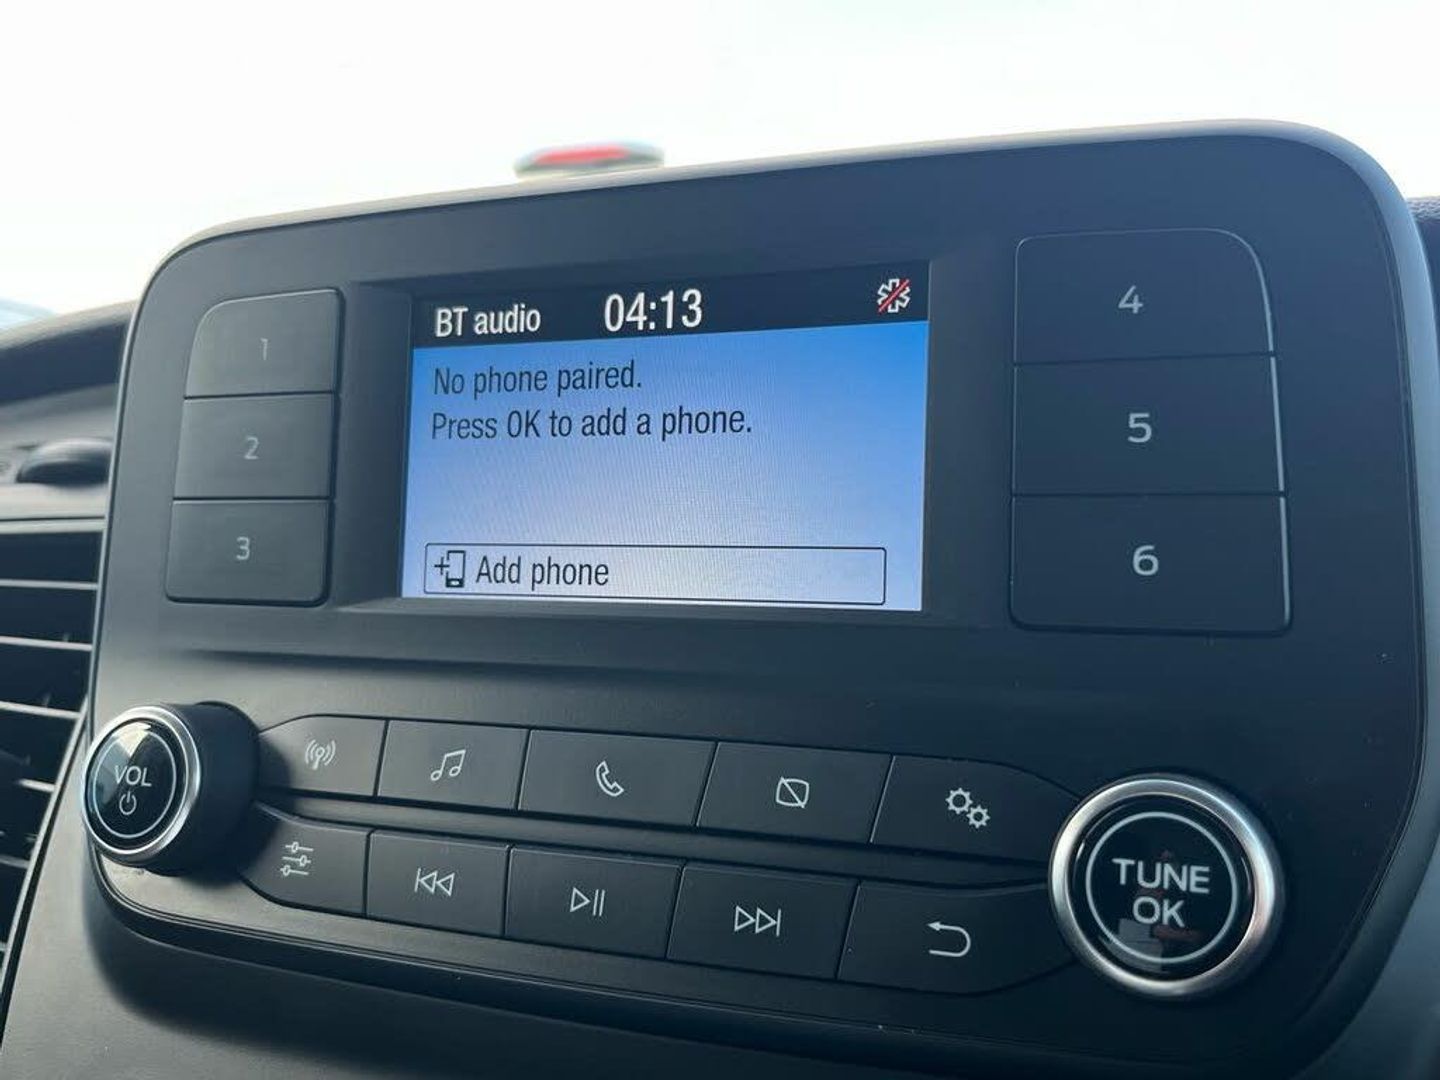 BT audio 04:13
No phone paired.
Press OK to add a phone.
Add phone
1
2
3
4
5
6
VOL
TUNE
OK